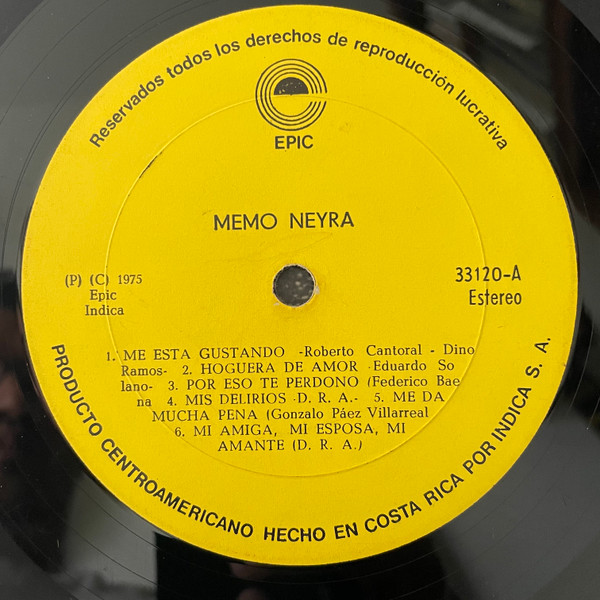 Reservados todos los derechos de reproducción lucrativa
EPIC
MEMO NEYRA
(P) (C) 1975
Epic
Indica
33120-A
Estereo
1. ME ESTA GUSTANDO -Roberto Cantoral - Dino
Ramos- 2. HOGUERA DE AMOR Eduardo So
lano- 3. POR ESO TE PERDONO (Federico Bae
na 4. MIS DELIRIOS -D. R. A.- 5. ME DA
MUCHA PENA (Gonzalo Páez Villarreal
6. MI AMIGA, MI ESPOSA, MI
AMANTE (D. R. A.)
PRODUCTO CENTROAMERICANO HECHO EN COSTA RICA POR INDICA S. A.